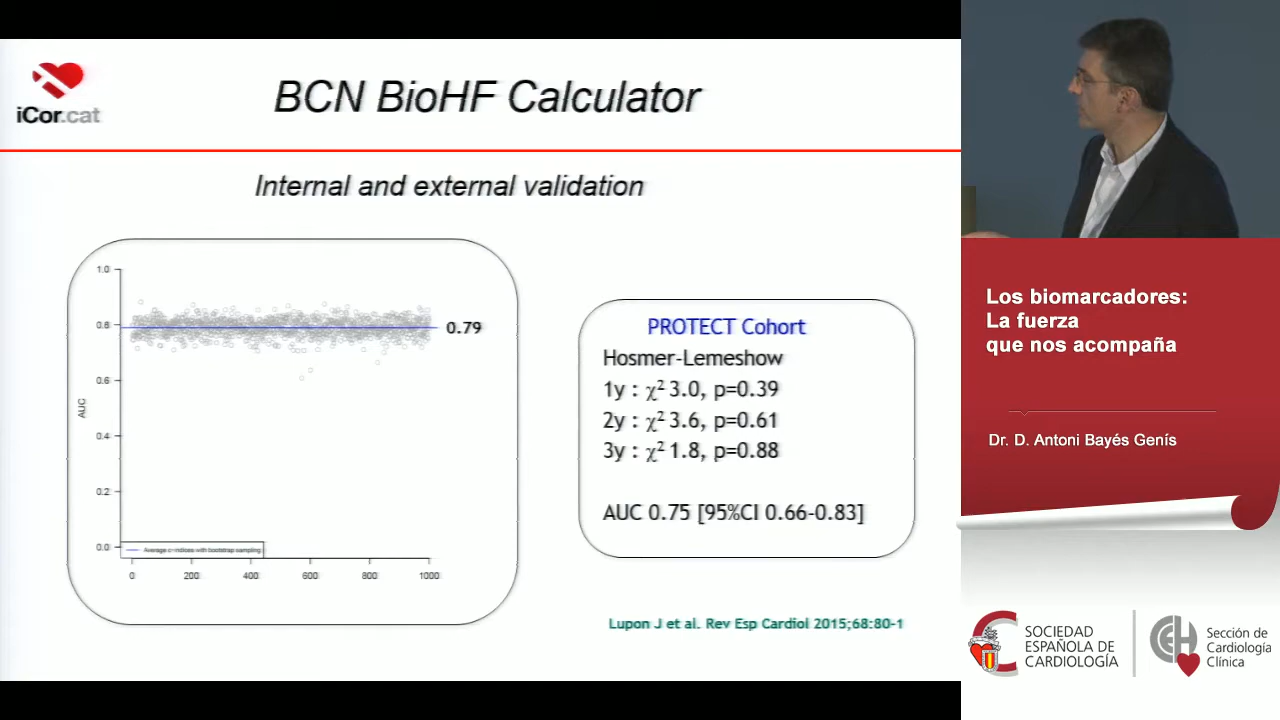 iCor.cat
BCN BioHF Calculator
Internal and external validation
1.0
0.8
0.6
0.4
0.2
0.0
AUC
0.79
Average c-indices with bootstrap sampling
0 200 400 600 800 1000
PROTECT Cohort
Hosmer-Lemeshow
1y : χ² 3.0, p=0.39
2y : χ² 3.6, p=0.61
3y : χ² 1.8, p=0.88
AUC 0.75 [95%CI 0.66-0.83]
Lupon J et al. Rev Esp Cardiol 2015;68:80-1
Los biomarcadores:
La fuerza
que nos acompaña
Dr. D. Antoni Bayés Genís
SOCIEDAD
ESPAÑOLA DE
CARDIOLOGÍA
Sección de
Cardiología
Clínica